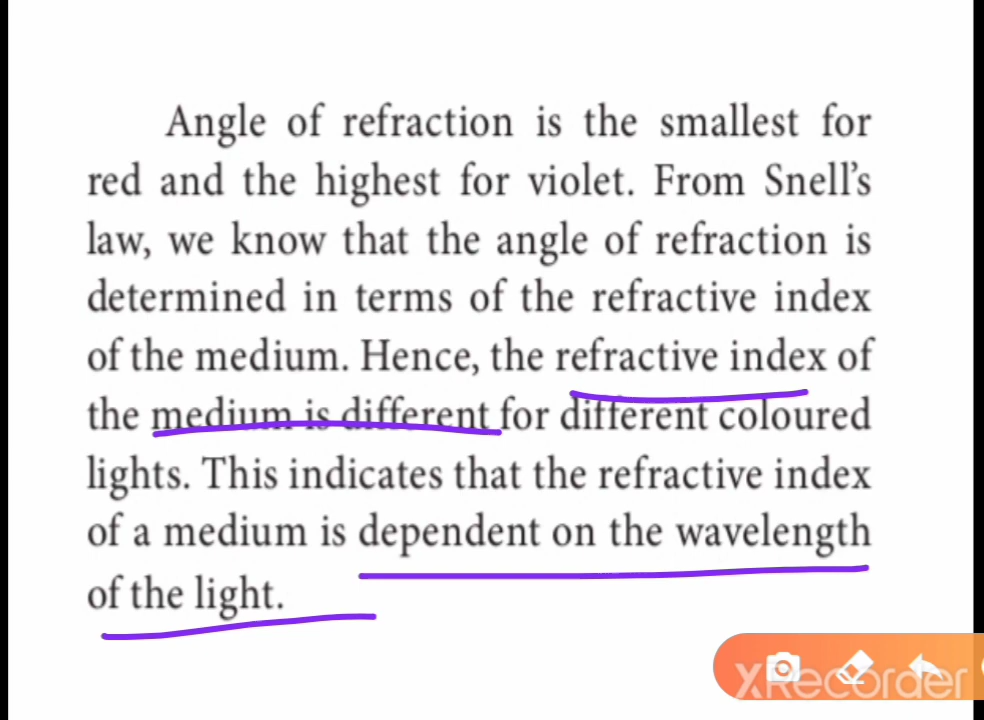 Angle of refraction is the smallest for
red and the highest for violet. From Snell’s
law, we know that the angle of refraction is
determined in terms of the refractive index
of the medium. Hence, the refractive index of
the medium is different for different coloured
lights. This indicates that the refractive index
of a medium is dependent on the wavelength
of the light.
XRecorder